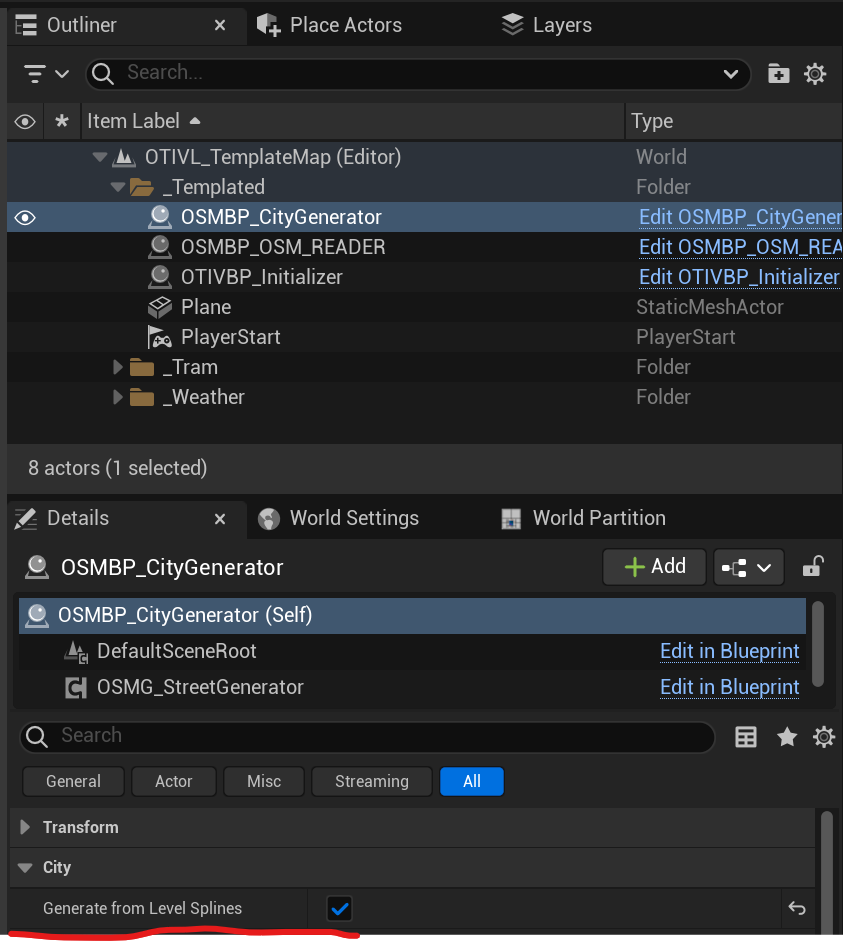 Outliner
Place Actors
Layers
Search...
Item Label
Type
OTIVL_TemplateMap (Editor)
World
_Templated
Folder
OSMBP_CityGenerator
Edit OSMBP_CityGener
OSMBP_OSM_READER
Edit OSMBP_OSM_REA
OTIVBP_Initializer
Edit OTIVBP_Initializer
Plane
StaticMeshActor
PlayerStart
PlayerStart
_Tram
Folder
_Weather
Folder
8 actors (1 selected)
Details
World Settings
World Partition
OSMBP_CityGenerator
Add
OSMBP_CityGenerator (Self)
DefaultSceneRoot
Edit in Blueprint
OSMG_StreetGenerator
Edit in Blueprint
Search
General
Actor
Misc
Streaming
All
Transform
City
Generate from Level Splines